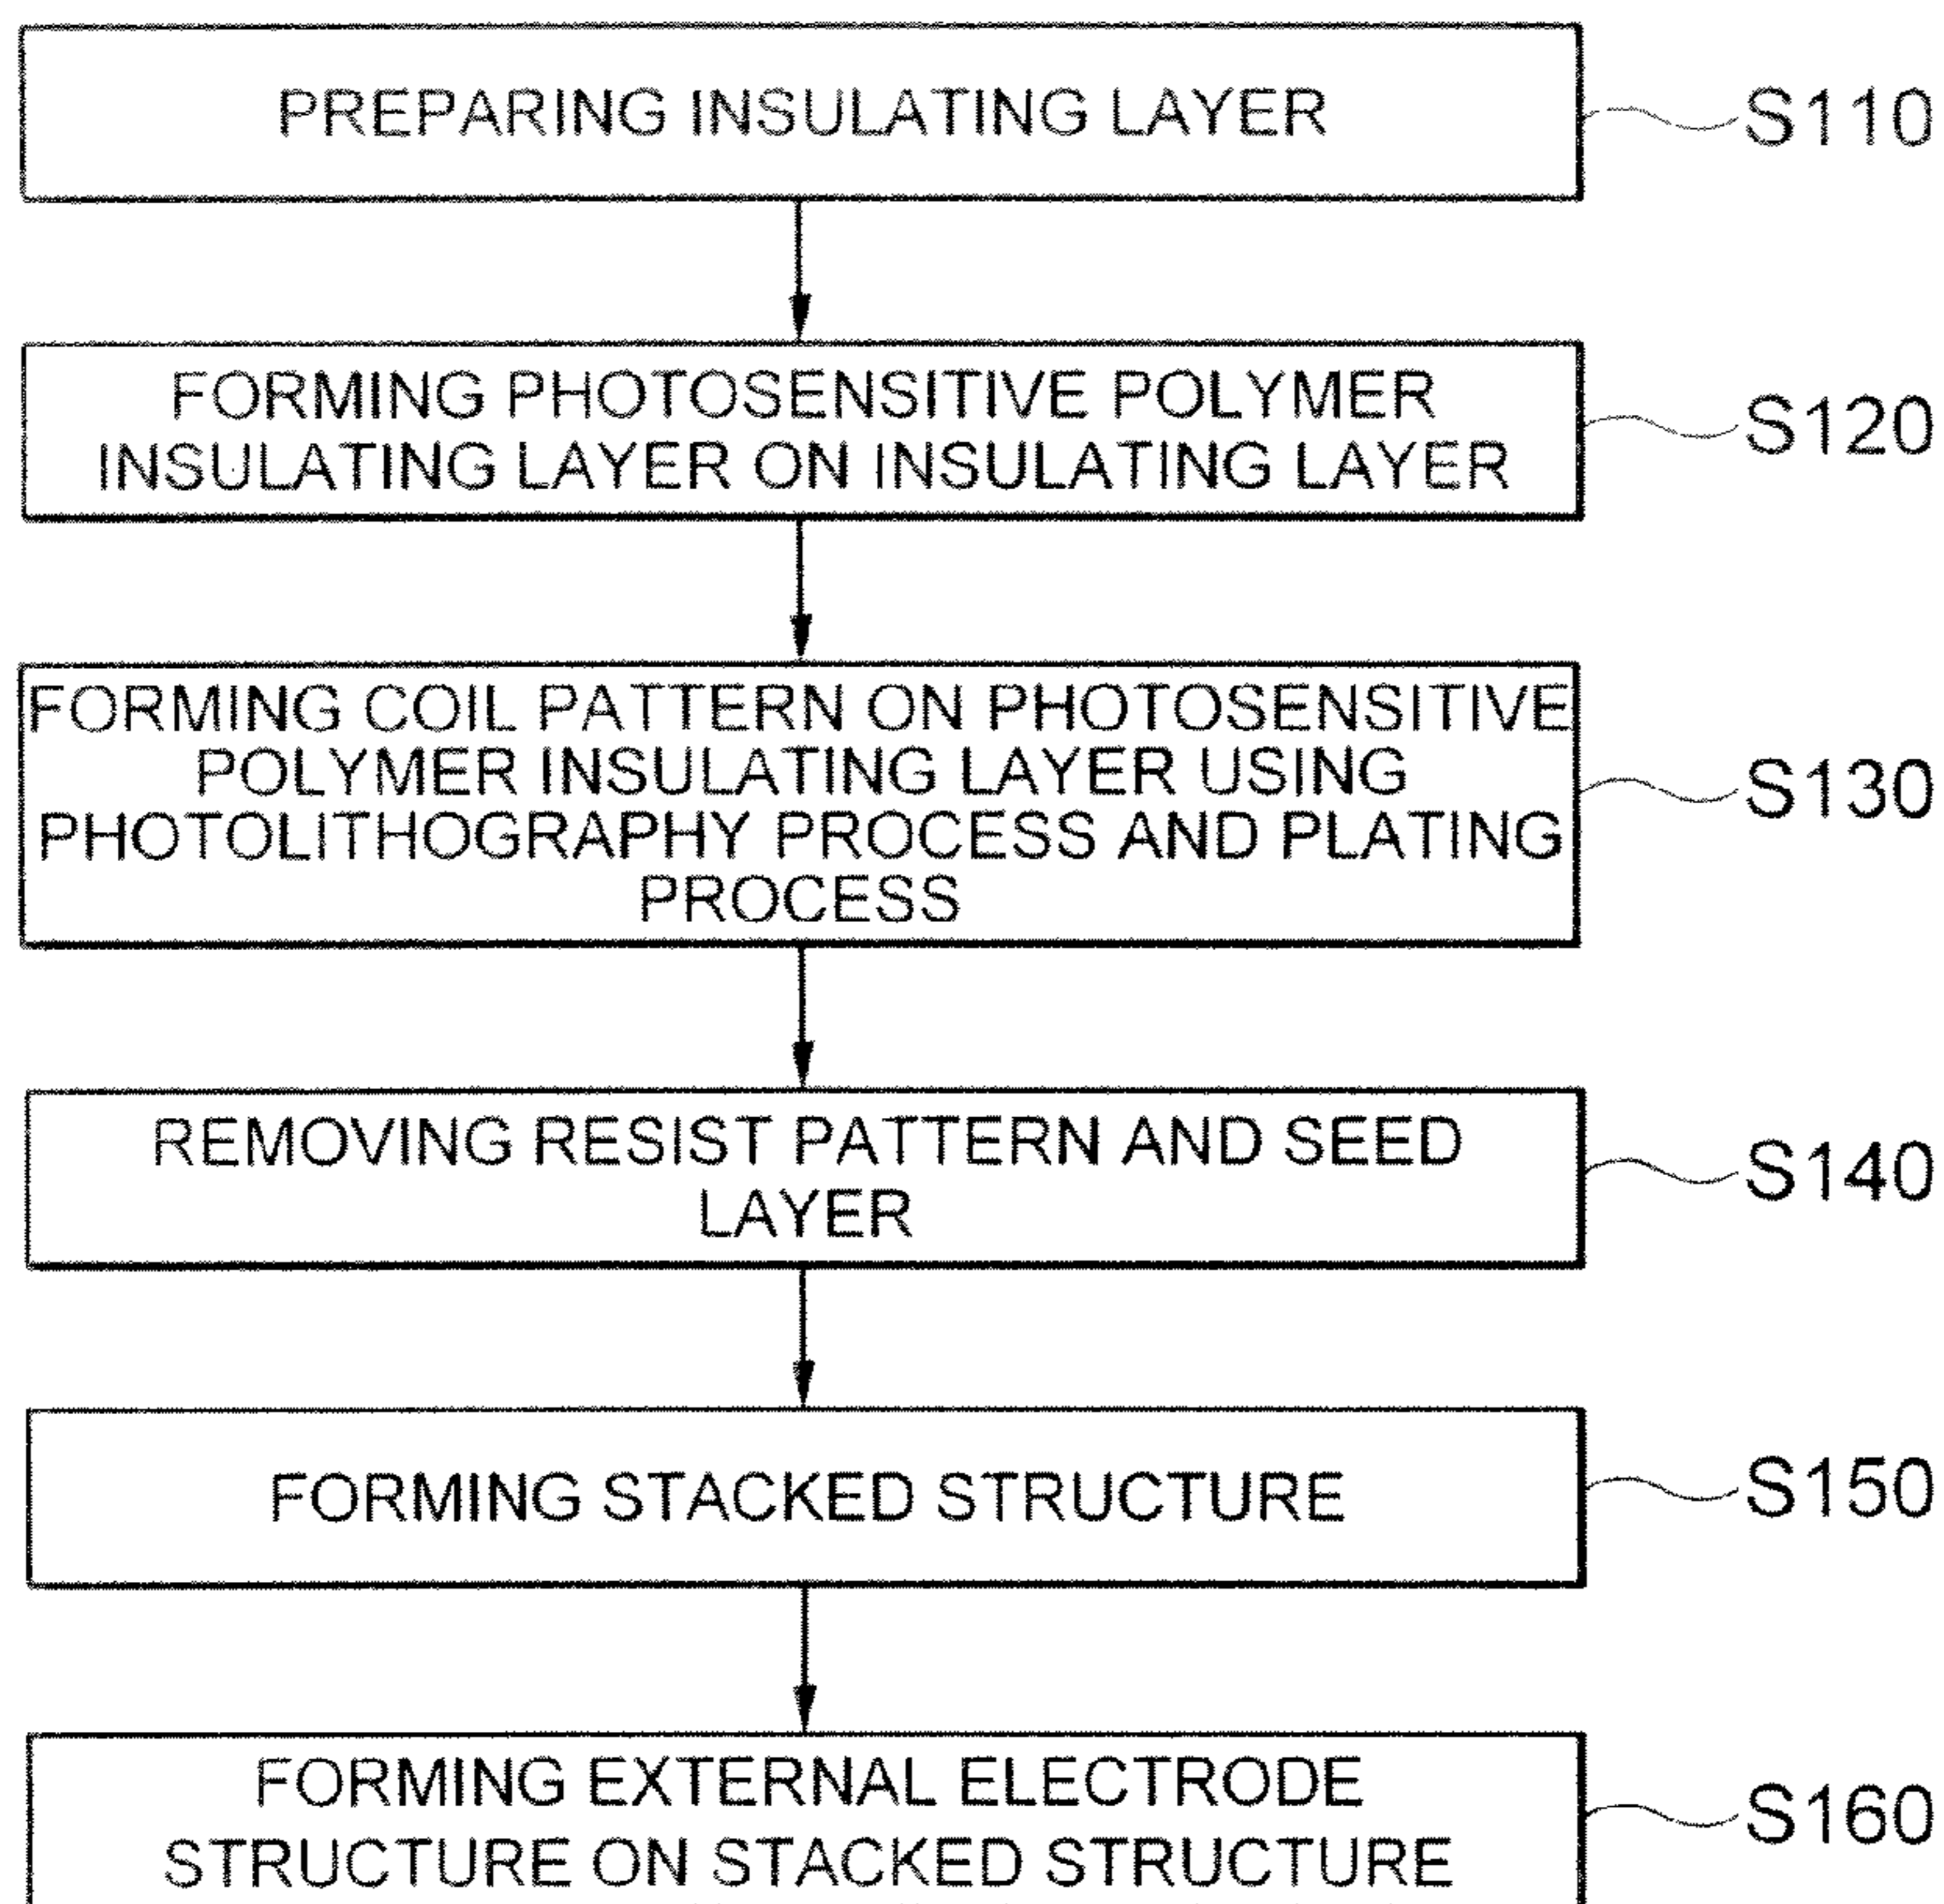 PREPARING INSULATING LAYER
S110
FORMING PHOTOSENSITIVE POLYMER
INSULATING LAYER ON INSULATING LAYER
S120
FORMING COIL PATTERN ON PHOTOSENSITIVE
POLYMER INSULATING LAYER USING
PHOTOLITHOGRAPHY PROCESS AND PLATING
PROCESS
S130
REMOVING RESIST PATTERN AND SEED
LAYER
S140
FORMING STACKED STRUCTURE
S150
FORMING EXTERNAL ELECTRODE
STRUCTURE ON STACKED STRUCTURE
S160